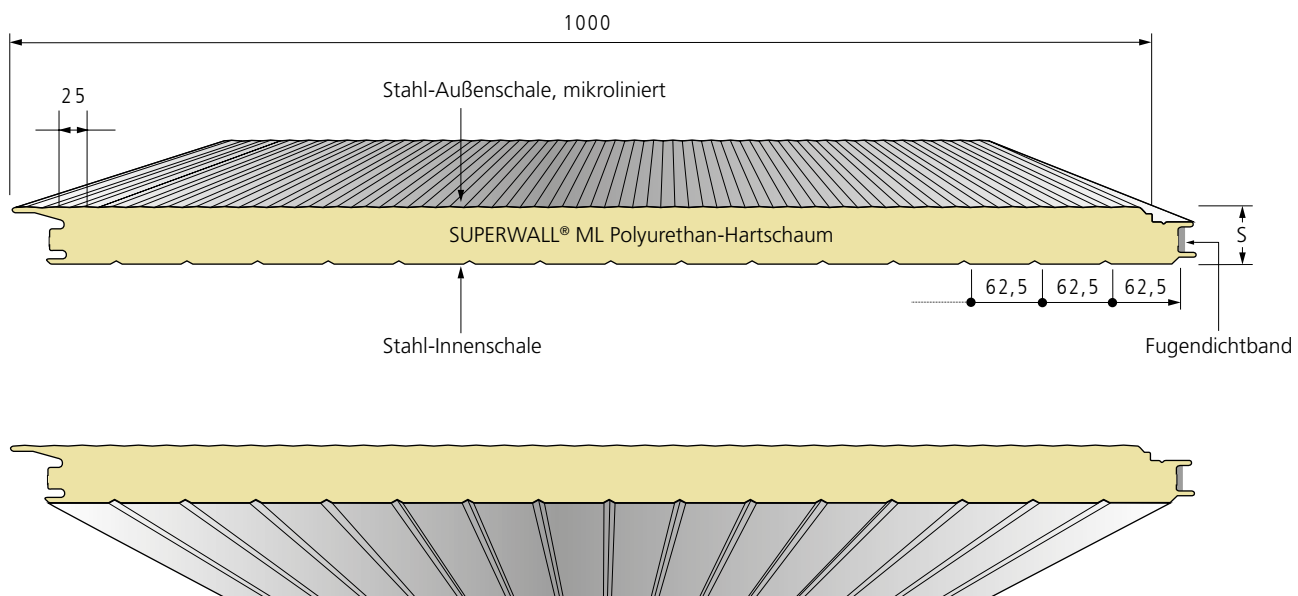 1000
25
Stahl-Außenschale, mikroliniert
SUPERWALL® ML Polyurethan-Hartschaum
S
62,5 62,5 62,5
Stahl-Innenschale
Fugendichtband